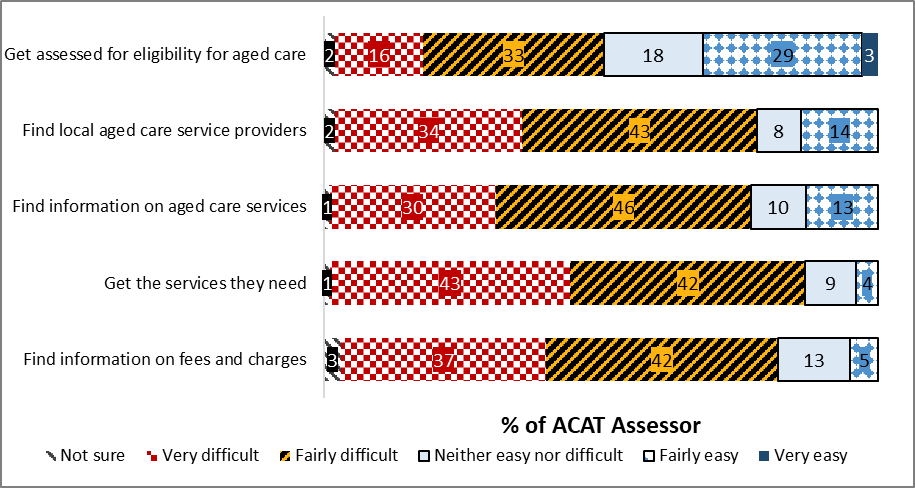 Get assessed for eligibility for aged care 2 16 33 18 29 3
Find local aged care service providers 2 34 43 8 14
Find information on aged care services 1 30 46 10 13
Get the services they need 1 43 42 9 4
Find information on fees and charges 3 37 42 13 5
% of ACAT Assessor
Not sure Very difficult Fairly difficult Neither easy nor difficult Fairly easy Very easy